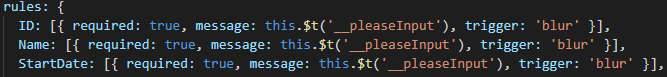 rules: {
ID: [{ required: true, message: this.$t('__pleaseInput'), trigger: 'blur' }],
Name: [{ required: true, message: this.$t('__pleaseInput'), trigger: 'blur' }],
StartDate: [{ required: true, message: this.$t('__pleaseInput'), trigger: 'blur' }],